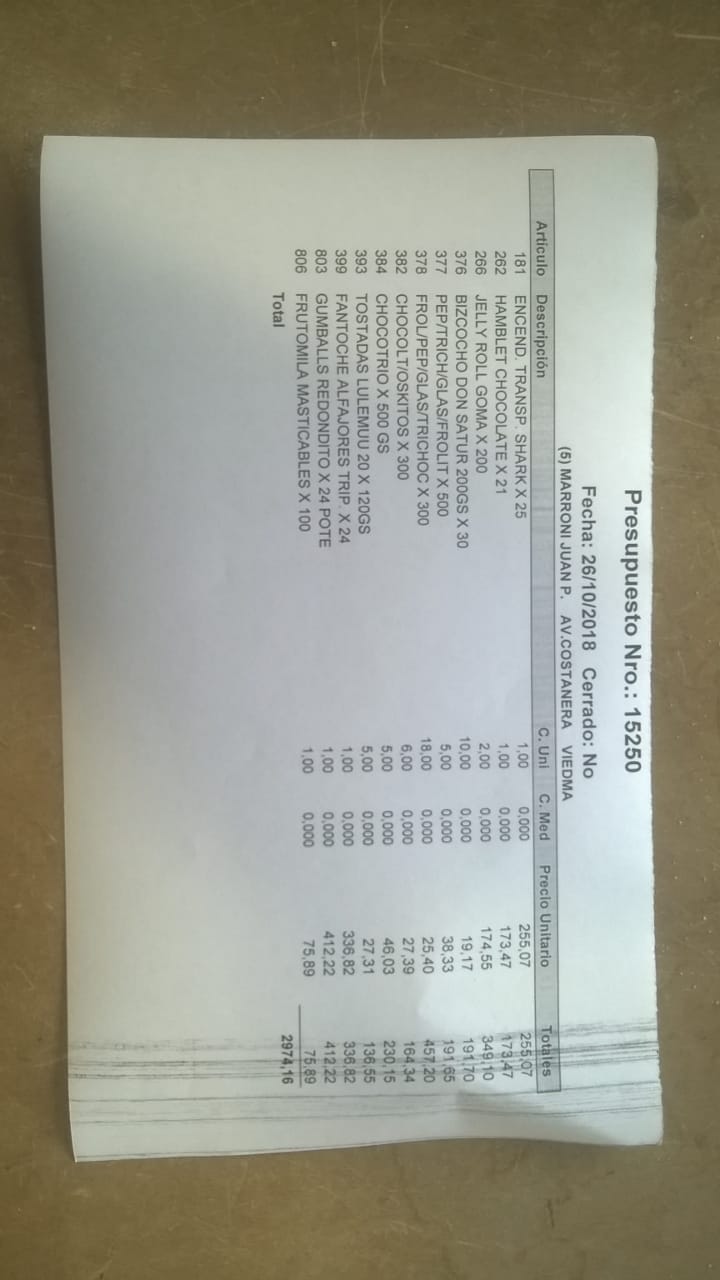 Presupuesto Nro.: 15250
Fecha: 26/10/2018 Cerrado: No
(5) MARRONI JUAN P. AV.COSTANERA VIEDMA
Artículo Descripción C. Uni C. Med Precio Unitario Totales
181 ENCEND. TRANSP. SHARK X 25 1,00 0,000 255,07 255,07
262 HAMBLET CHOCOLATE X 21 1,00 0,000 173,47 173,47
266 JELLY ROLL GOMA X 200 2,00 0,000 174,55 349,10
376 BIZCOCHO DON SATUR 200GS X 30 10,00 0,000 19,17 191,70
377 PEP/TRICH/GLAS/FROLIT X 500 5,00 0,000 38,33 191,65
378 FROL/PEP/GLAS/TRICHOC X 300 18,00 0,000 25,40 457,20
382 CHOCOLT/OSKITOS X 300 6,00 0,000 27,39 164,34
384 CHOCOTRIO X 500 GS 5,00 0,000 46,03 230,15
393 TOSTADAS LULEMUU 20 X 120GS 5,00 0,000 27,31 136,55
399 FANTOCHE ALFAJORES TRIP. X 24 1,00 0,000 336,82 336,82
803 GUMBALLS REDONDITO X 24 POTE 1,00 0,000 412,22 412,22
806 FRUTOMILA MASTICABLES X 100 1,00 0,000 75,89 75,89
Total 2974,16